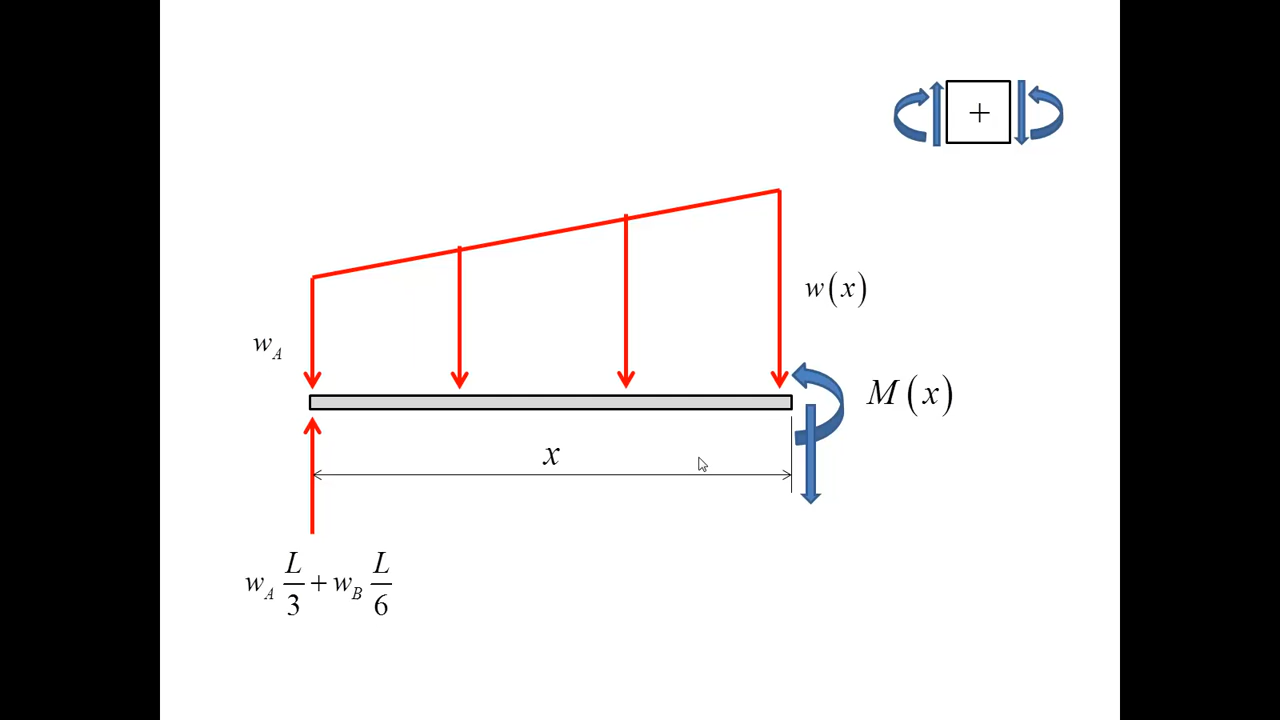 +
w(x)
w_A
M(x)
x
w_A L/3 + w_B L/6